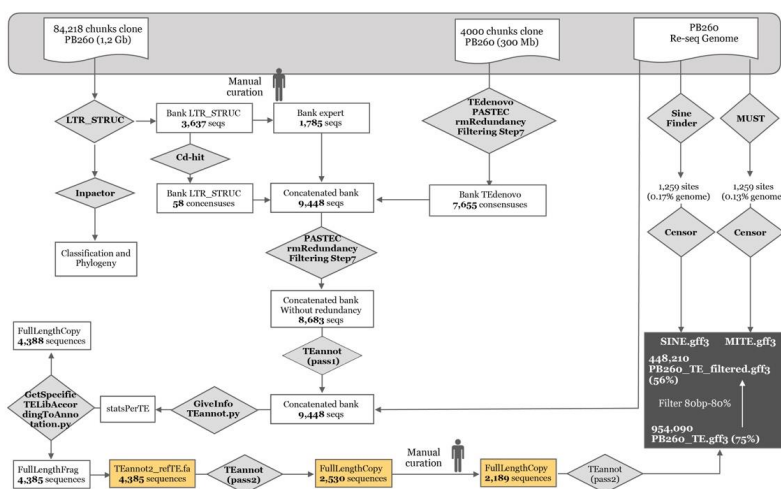 84,218 chunks clone
PB260 (1,2 Gb)
4000 chunks clone
PB260 (300 Mb)
PB260
Re-seq Genome
Manual
curation
LTR_STRUC
Bank LTR_STRUC
3,637 seqs
Bank expert
1,785 seqs
TEdenovo
PASTEC
rmRedundancy
Filtering Step7
Sine
Finder
MUST
Cd-hit
Inpactor
Bank LTR_STRUC
58 concensuses
Concatenated bank
9,448 seqs
Bank TEdenovo
7,655 consensuses
1,259 sites
(0.17% genome)
1,259 sites
(0.13% genome)
Classification and
Phylogeny
PASTEC
rmRedundancy
Filtering Step7
Censor
Censor
Concatenated bank
Without redundancy
8,683 seqs
FullLengthCopy
4,388 sequences
TEannot
(pass1)
SINE.gff3
MITE.gff3
448,210
PB260_TE_filtered.gff3
(56%)
Filter 80bp-80%
954,090
PB260_TE.gff3 (75%)
GetSpecific
TELibAccor
dingToAnno
tation.py
statsPerTE
GiveInfo
TEannot.py
Concatenated bank
9,448 seqs
FullLengthFrag
4,385 sequences
TEannot2_refTE.fa
4,385 sequences
TEannot
(pass2)
FullLengthCopy
2,530 sequences
Manual
curation
FullLengthCopy
2,189 sequences
TEannot
(pass2)